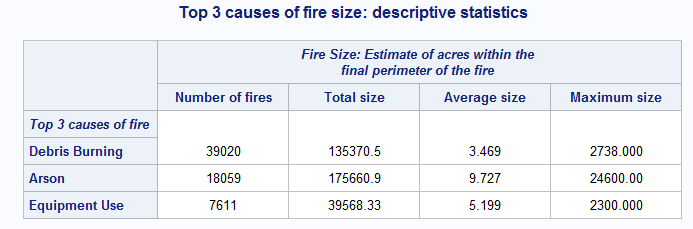 Top 3 causes of fire size: descriptive statistics
Fire Size: Estimate of acres within the
final perimeter of the fire
Number of fires Total size Average size Maximum size
Top 3 causes of fire
Debris Burning 39020 135370.5 3.469 2738.000
Arson 18059 175660.9 9.727 24600.00
Equipment Use 7611 39568.33 5.199 2300.000